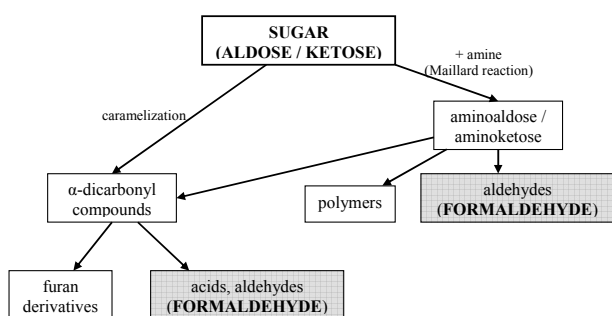 SUGAR
(ALDOSE / KETOSE)
+ amine
(Maillard reaction)
caramelization
aminoaldose /
aminoketose
α-dicarbonyl
compounds
polymers
aldehydes
(FORMALDEHYDE)
furan
derivatives
acids, aldehydes
(FORMALDEHYDE)